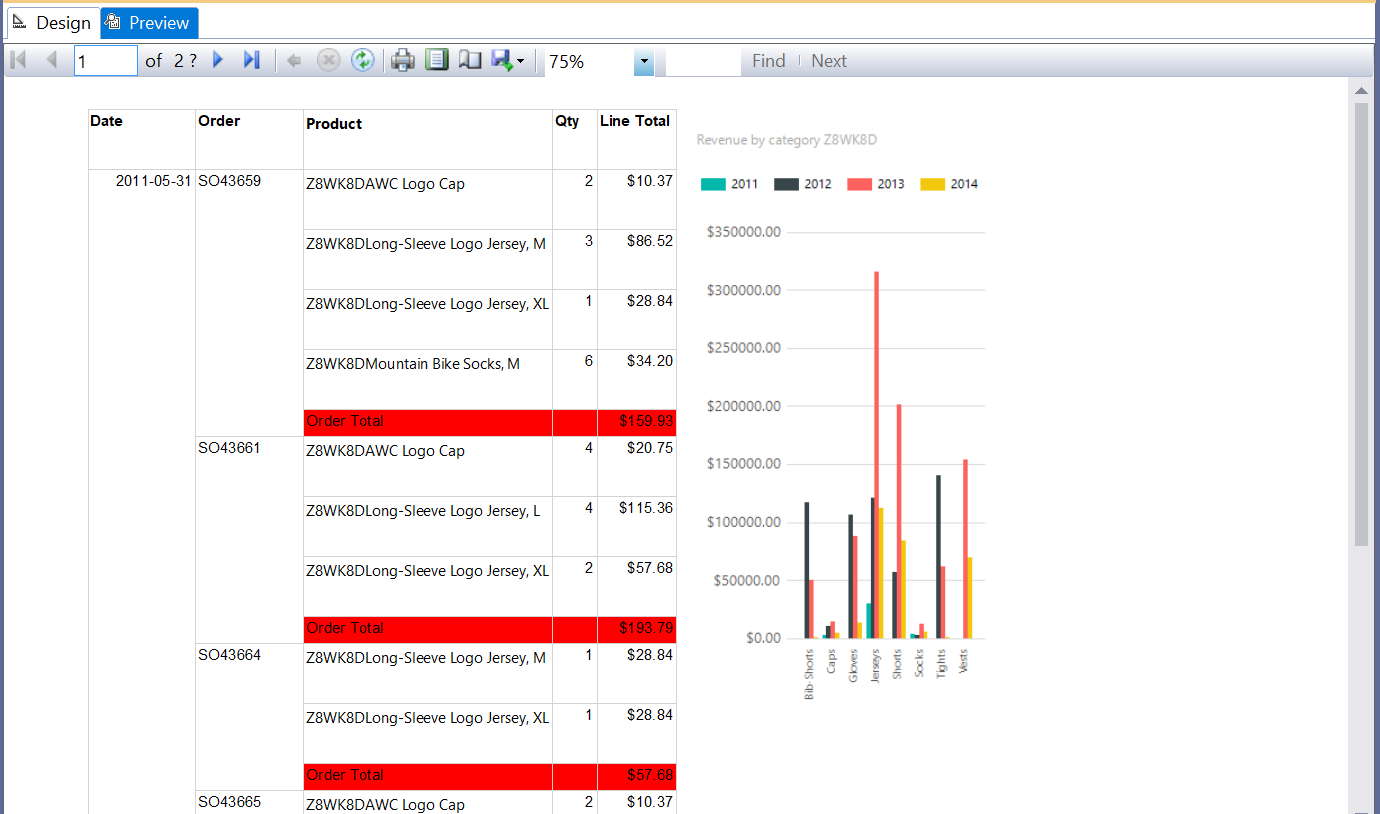 Design Preview
1 of 2 ? 75% Find Next
Date Order Product Qty Line Total
2011-05-31 SO43659 Z8WK8DAWC Logo Cap 2 $10.37
Z8WK8DLong-Sleeve Logo Jersey, M 3 $86.52
Z8WK8DLong-Sleeve Logo Jersey, XL 1 $28.84
Z8WK8DMountain Bike Socks, M 6 $34.20
Order Total $159.93
SO43661 Z8WK8DAWC Logo Cap 4 $20.75
Z8WK8DLong-Sleeve Logo Jersey, L 4 $115.36
Z8WK8DLong-Sleeve Logo Jersey, XL 2 $57.68
Order Total $193.79
SO43664 Z8WK8DLong-Sleeve Logo Jersey, M 1 $28.84
Z8WK8DLong-Sleeve Logo Jersey, XL 1 $28.84
Order Total $57.68
SO43665 Z8WK8DAWC Logo Cap 2 $10.37
Revenue by category Z8WK8D
2011 2012 2013 2014
$350000.00
$300000.00
$250000.00
$200000.00
$150000.00
$100000.00
$50000.00
$0.00
Bib-Shorts
Caps
Gloves
Jerseys
Shorts
Socks
Tights
Vests